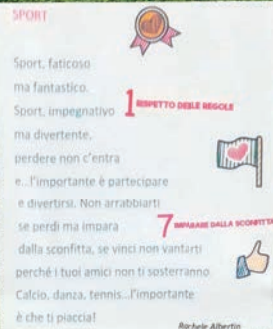 SPORT
Sport, faticoso
ma fantastico.
Sport, impegnativo
1 RISPETTO DELLE REGOLE
ma divertente,
perdere non c'entra
e...l'importante è partecipare
e divertirsi. Non arrabbiarti
se perdi ma impara
7 IMPARARE DALLA SCONFITTA
dalla sconfitta, se vinci non vantarti
perché i tuoi amici non ti sosterranno.
Calcio, danza, tennis...l'importante
è che ti piaccia!
Rachele Albertin